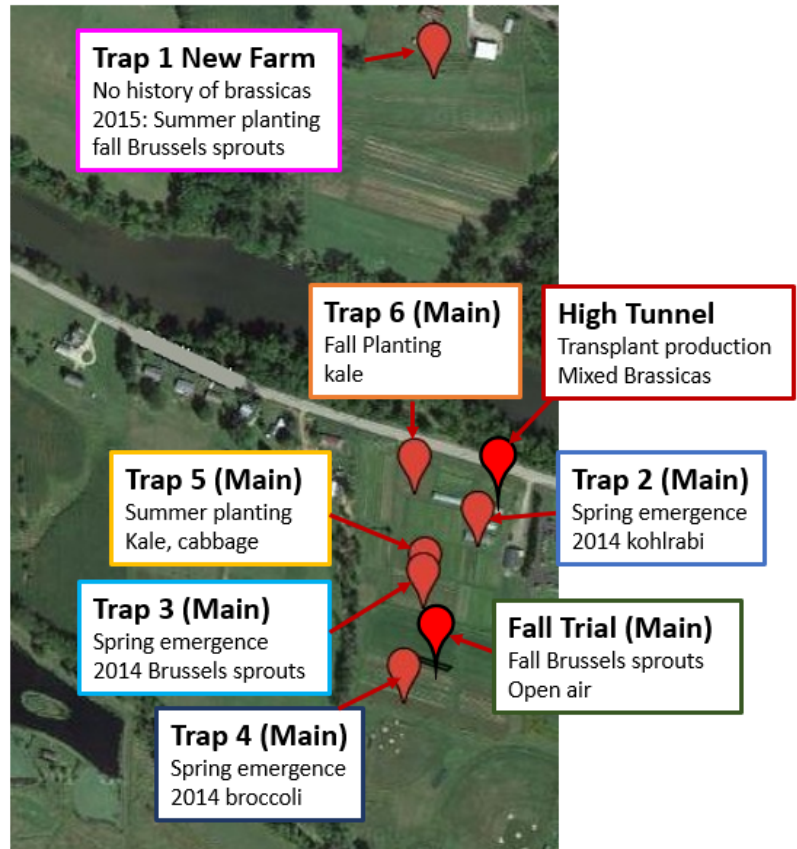 Trap 1 New Farm
No history of brassicas
2015: Summer planting
fall Brussels sprouts
Trap 6 (Main)
Fall Planting
kale
High Tunnel
Transplant production
Mixed Brassicas
Trap 5 (Main)
Summer planting
Kale, cabbage
Trap 2 (Main)
Spring emergence
2014 kohlrabi
Trap 3 (Main)
Spring emergence
2014 Brussels sprouts
Fall Trial (Main)
Fall Brussels sprouts
Open air
Trap 4 (Main)
Spring emergence
2014 broccoli